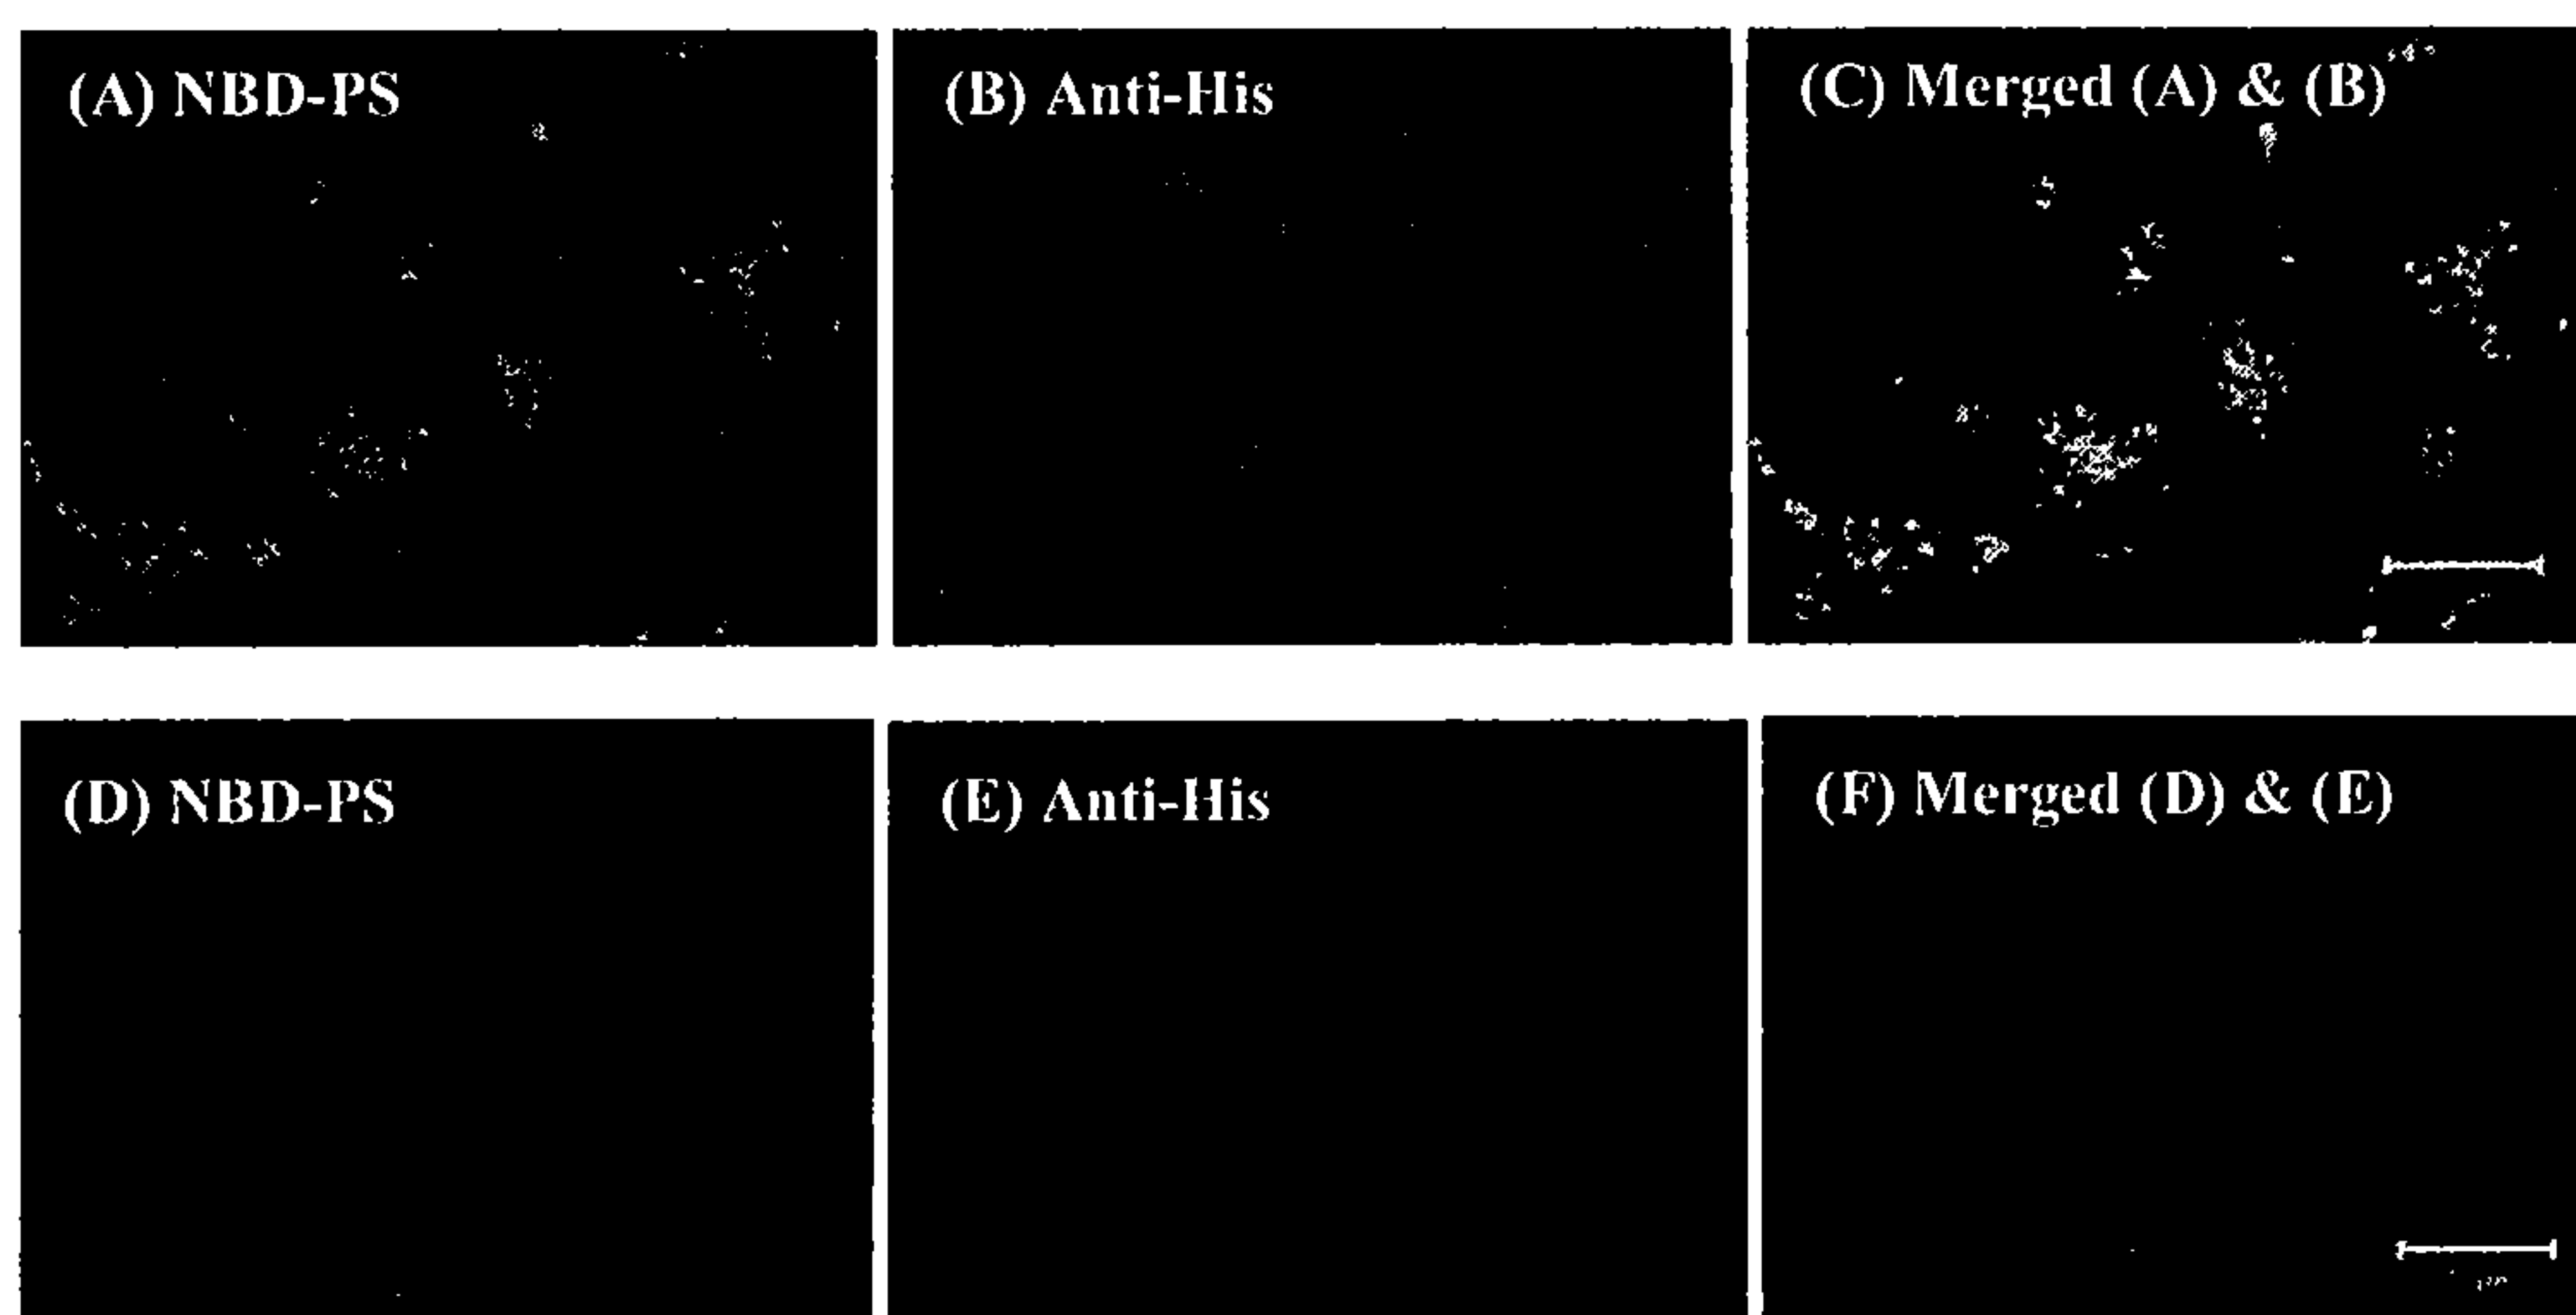 (A) NBD-PS
(B) Anti-His
(C) Merged (A) & (B)
(D) NBD-PS
(E) Anti-His
(F) Merged (D) & (E)